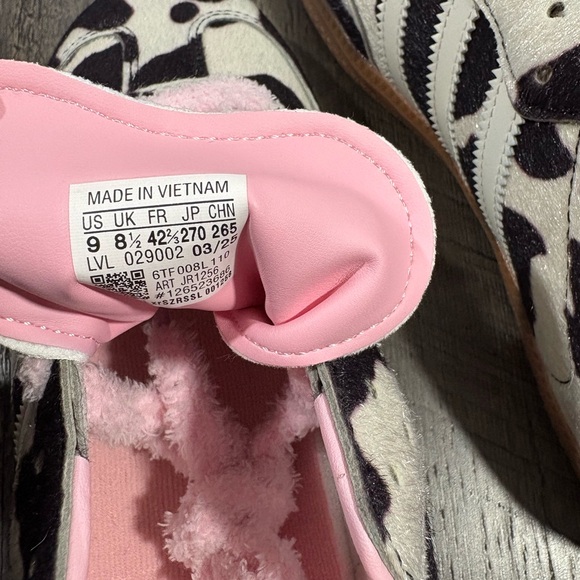 MADE IN VIETNAM
US UK FR JP CHN
9 8½ 42⅔ 270 265
LVL 029002 03/25
6TF008L110
ART JR1256
#126523686